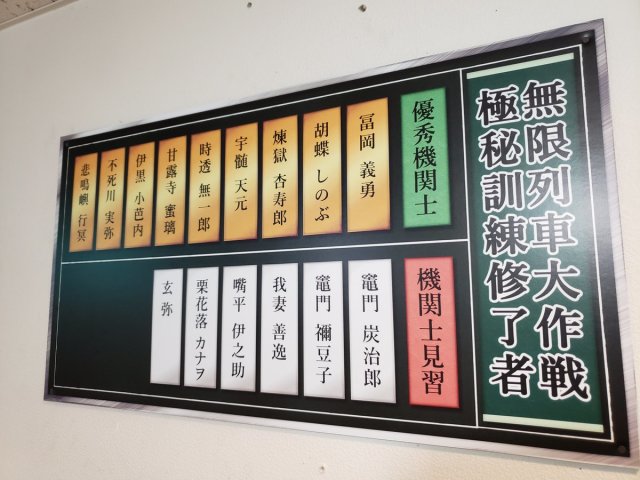 無限列車大作戦
極秘訓練修了者
優秀機関士
冨岡 義勇
胡蝶 しのぶ
煉獄 杏寿郎
宇髄 天元
時透 無一郎
甘露寺 蜜璃
伊黒 小芭内
不死川 実弥
悲鳴嶼 行冥
機関士見習
竈門 炭治郎
竈門 禰豆子
我妻 善逸
嘴平 伊之助
栗花落 カナヲ
玄弥